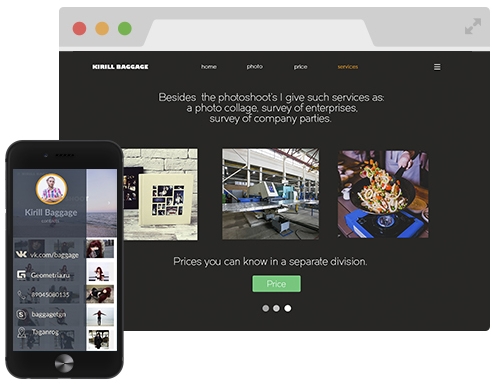 KIRILL BAGGAGE
home
photo
price
services
Besides the photoshoot's I give such services as:
a photo collage, survey of enterprises,
survey of company parties.
Prices you can know in a separate division.
Price
Kirill Baggage
vk.com/baggage
Geometria.ru
89045080135
baggagetgn
Taganrog